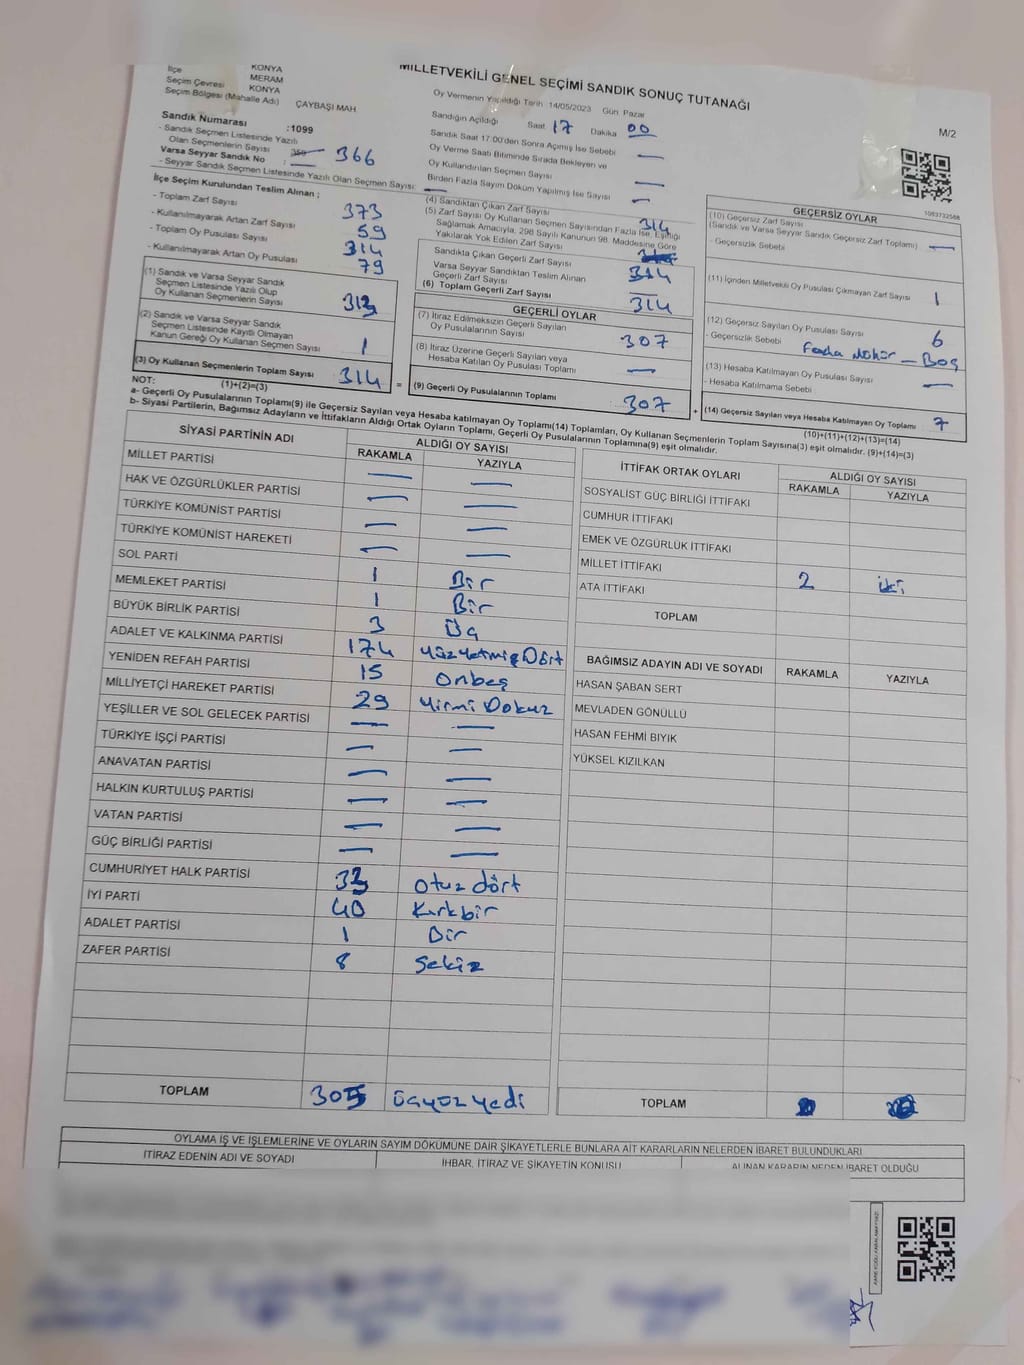 MİLLETVEKİLİ GENEL SEÇİMİ SANDIK SONUÇ TUTANAĞI
M/2
KONYA
İlçe MERAM
Seçim Çevresi KONYA
Seçim Bölgesi (Mahalle Adı) ÇAYBAŞI MAH.
Sandık Numarası :1099
- Sandık Seçmen Listesinde Yazılı
Olan Seçmenlerin Sayısı : 366
Varsa Seyyar Sandık No :
- Seyyar Sandık Seçmen Listesinde Yazılı Olan Seçmen Sayısı: —
İlçe Seçim Kurulundan Teslim Alınan ;
- Toplam Zarf Sayısı 373
- Kullanılmayarak Artan Zarf Sayısı 59
- Toplam Oy Pusulası Sayısı 314
- Kullanılmayarak Artan Oy Pusulası 79
(1) Sandık ve Varsa Seyyar Sandık
Seçmen Listesinde Yazılı Olup
Oy Kullanan Seçmenlerin Sayısı 313
(2) Sandık ve Varsa Seyyar Sandık
Seçmen Listesinde Kayıtlı Olmayan
Kanun Gereği Oy Kullanan Seçmen Sayısı 1
(3) Oy Kullanan Seçmenlerin Toplam Sayısı 314 =
(1)+(2)=(3)
Oy Vermenin Yapıldığı Tarih 14/05/2023 Gün Pazar
Sandığın Açıldığı Saat 17 Dakika 00
Sandık Saat 17.00'den Sonra Açılmış İse Sebebi —
Oy Verme Saati Bitiminde Sırada Bekleyen ve
Oy Kullandırılan Seçmen Sayısı —
Birden Fazla Sayım Döküm Yapılmış İse Sayısı —
(4) Sandıktan Çıkan Zarf Sayısı 314
(5) Zarf Sayısı Oy Kullanan Seçmen Sayısından Fazla İse, Eşitliği
Sağlamak Amacıyla, 298 Sayılı Kanunun 98. Maddesine Göre
Yakılarak Yok Edilen Zarf Sayısı
Sandıkta Çıkan Geçerli Zarf Sayısı 314
Varsa Seyyar Sandıktan Teslim Alınan
Geçerli Zarf Sayısı —
(6) Toplam Geçerli Zarf Sayısı 314
GEÇERLİ OYLAR
(7) İtiraz Edilmeksizin Geçerli Sayılan
Oy Pusulalarının Sayısı 307
(8) İtiraz Üzerine Geçerli Sayılan veya
Hesaba Katılan Oy Pusulası Toplamı —
(9) Geçerli Oy Pusulalarının Toplamı 307 +
1093732568
GEÇERSİZ OYLAR
(10) Geçersiz Zarf Sayısı
(Sandık ve Varsa Seyyar Sandık Geçersiz Zarf Toplamı) —
- Geçersizlik Sebebi
(11) İçinden Milletvekili Oy Pusulası Çıkmayan Zarf Sayısı 1
(12) Geçersiz Sayılan Oy Pusulası Sayısı 6
- Geçersizlik Sebebi Fazla Mühür – Boş
(13) Hesaba Katılmayan Oy Pusulası Sayısı —
- Hesaba Katılmama Sebebi
(14) Geçersiz Sayılan veya Hesaba Katılmayan Oy Toplamı 7
(10)+(11)+(12)+(13)=(14)
NOT:
a- Geçerli Oy Pusulalarının Toplamı(9) ile Geçersiz Sayılan veya Hesaba katılmayan Oy Toplamı(14) Toplamları, Oy Kullanan Seçmenlerin Toplam Sayısına(3) eşit olmalıdır. (9)+(14)=(3)
b- Siyasi Partilerin, Bağımsız Adayların ve İttifakların Aldığı Ortak Oyların Toplamı, Geçerli Oy Pusulalarının Toplamına(9) eşit olmalıdır.
SİYASİ PARTİNİN ADI ALDIĞI OY SAYISI
RAKAMLA YAZIYLA
MİLLET PARTİSİ — —
HAK VE ÖZGÜRLÜKLER PARTİSİ — —
TÜRKİYE KOMÜNİST PARTİSİ — —
TÜRKİYE KOMÜNİST HAREKETİ — —
SOL PARTİ 1 Bir
MEMLEKET PARTİSİ 1 Bir
BÜYÜK BİRLİK PARTİSİ 3 Üç
ADALET VE KALKINMA PARTİSİ 174 YüzyetmişDört
YENİDEN REFAH PARTİSİ 15 Onbeş
MİLLİYETÇİ HAREKET PARTİSİ 29 Yirmi Dokuz
YEŞİLLER VE SOL GELECEK PARTİSİ — —
TÜRKİYE İŞÇİ PARTİSİ — —
ANAVATAN PARTİSİ — —
HALKIN KURTULUŞ PARTİSİ — —
VATAN PARTİSİ — —
GÜÇ BİRLİĞİ PARTİSİ — —
CUMHURİYET HALK PARTİSİ 33 Otuz dört
İYİ PARTİ 40 Kırkbir
ADALET PARTİSİ 1 Bir
ZAFER PARTİSİ 8 Sekiz
TOPLAM 305 üçyüzyedi
İTTİFAK ORTAK OYLARI ALDIĞI OY SAYISI
RAKAMLA YAZIYLA
SOSYALİST GÜÇ BİRLİĞİ İTTİFAKI
CUMHUR İTTİFAKI
EMEK VE ÖZGÜRLÜK İTTİFAKI
MİLLET İTTİFAKI 2 iki
ATA İTTİFAKI
TOPLAM
BAĞIMSIZ ADAYIN ADI VE SOYADI RAKAMLA YAZIYLA
HASAN ŞABAN SERT
MEVLADEN GÖNÜLLÜ
HASAN FEHMİ BIYIK
YÜKSEL KIZILKAN
TOPLAM
OYLAMA İŞ VE İŞLEMLERİNE VE OYLARIN SAYIM DÖKÜMÜNE DAİR ŞİKAYETLERLE BUNLARA AİT KARARLARIN NELERDEN İBARET BULUNDUKLARI
İTİRAZ EDENİN ADI VE SOYADI İHBAR, İTİRAZ VE ŞİKAYETİN KONUSU ALINAN KARARIN NEDEN İBARET OLDUĞU